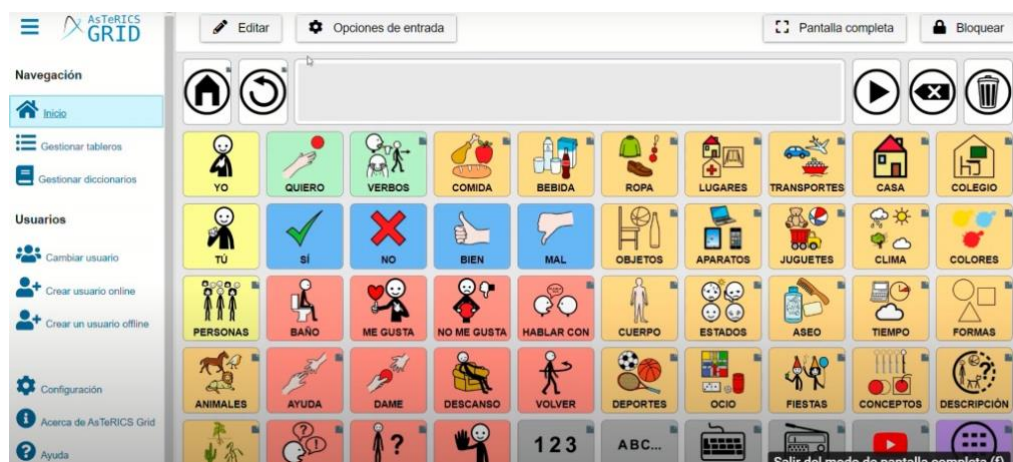 AsTeRICS
GRID
Editar
Opciones de entrada
Pantalla completa
Bloquear
Navegación
Inicio
Gestionar tableros
Gestionar diccionarios
Usuarios
Cambiar usuario
Crear usuario online
Crear un usuario offline
Configuración
Acerca de AsTeRICS Grid
Ayuda
YO
QUIERO
VERBOS
COMIDA
BEBIDA
ROPA
LUGARES
TRANSPORTES
CASA
COLEGIO
TÚ
SÍ
NO
BIEN
MAL
OBJETOS
APARATOS
JUGUETES
CLIMA
COLORES
PERSONAS
BAÑO
ME GUSTA
NO ME GUSTA
HABLAR CON
CUERPO
ESTADOS
ASEO
TIEMPO
FORMAS
ANIMALES
AYUDA
DAME
DESCANSO
VOLVER
DEPORTES
OCIO
FIESTAS
CONCEPTOS
DESCRIPCIÓN
?
?
1 2 3
A B C...
Salir del modo de pantalla completa (f)